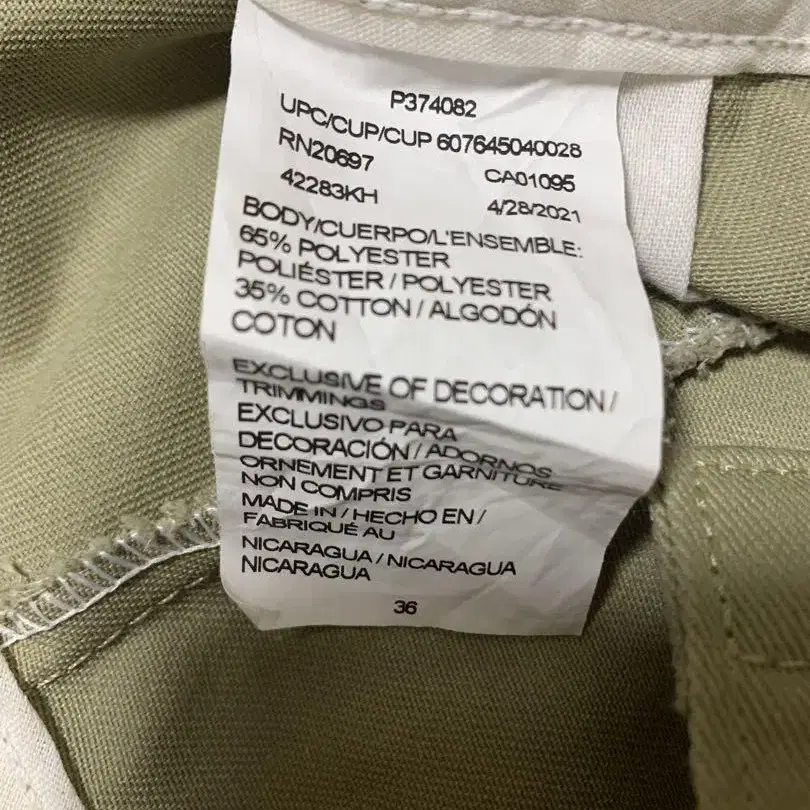 P374082
UPC/CUP/CUP 607645040028
RN20697 CA01095
42283KH 4/28/2021
BODY/CUERPO/L'ENSEMBLE:
65% POLYESTER
POLIÉSTER / POLYESTER
35% COTTON / ALGODÓN
COTON
EXCLUSIVE OF DECORATION /
TRIMMINGS
EXCLUSIVO PARA
DECORACIÓN / ADORNOS
ORNEMENT ET GARNITURE
NON COMPRIS
MADE IN / HECHO EN /
FABRIQUÉ AU
NICARAGUA / NICARAGUA
NICARAGUA
36